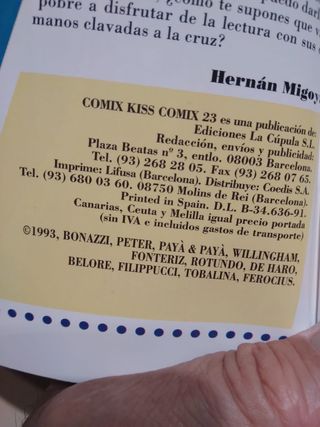 ¿cómo te supones que
pobre a disfrutar de la lectura con sus
manos clavadas a la cruz?
Hernán Migoy
COMIX KISS COMIX 23 es una publicación de:
Ediciones La Cúpula S.L.
Redacción, envíos y publicidad:
Plaza Beatas nº 3, entlo. 08003 Barcelona.
Tel. (93) 268 28 05. Fax (93) 268 07 65.
Imprime: Lifusa (Barcelona). Distribuye: Coedis S.A.
Tel. (93) 680 03 60. 08750 Molins de Rei (Barcelona).
Printed in Spain. D.L. B-34.636-91.
Canarias, Ceuta y Melilla igual precio portada
(sin IVA e incluidos gastos de transporte)
©1993, BONAZZI, PETER, PAYÀ & PAYÀ, WILLINGHAM,
FONTERIZ, ROTUNDO, DE HARO,
BELORE, FILIPPUCCI, TOBALINA, FEROCIUS.